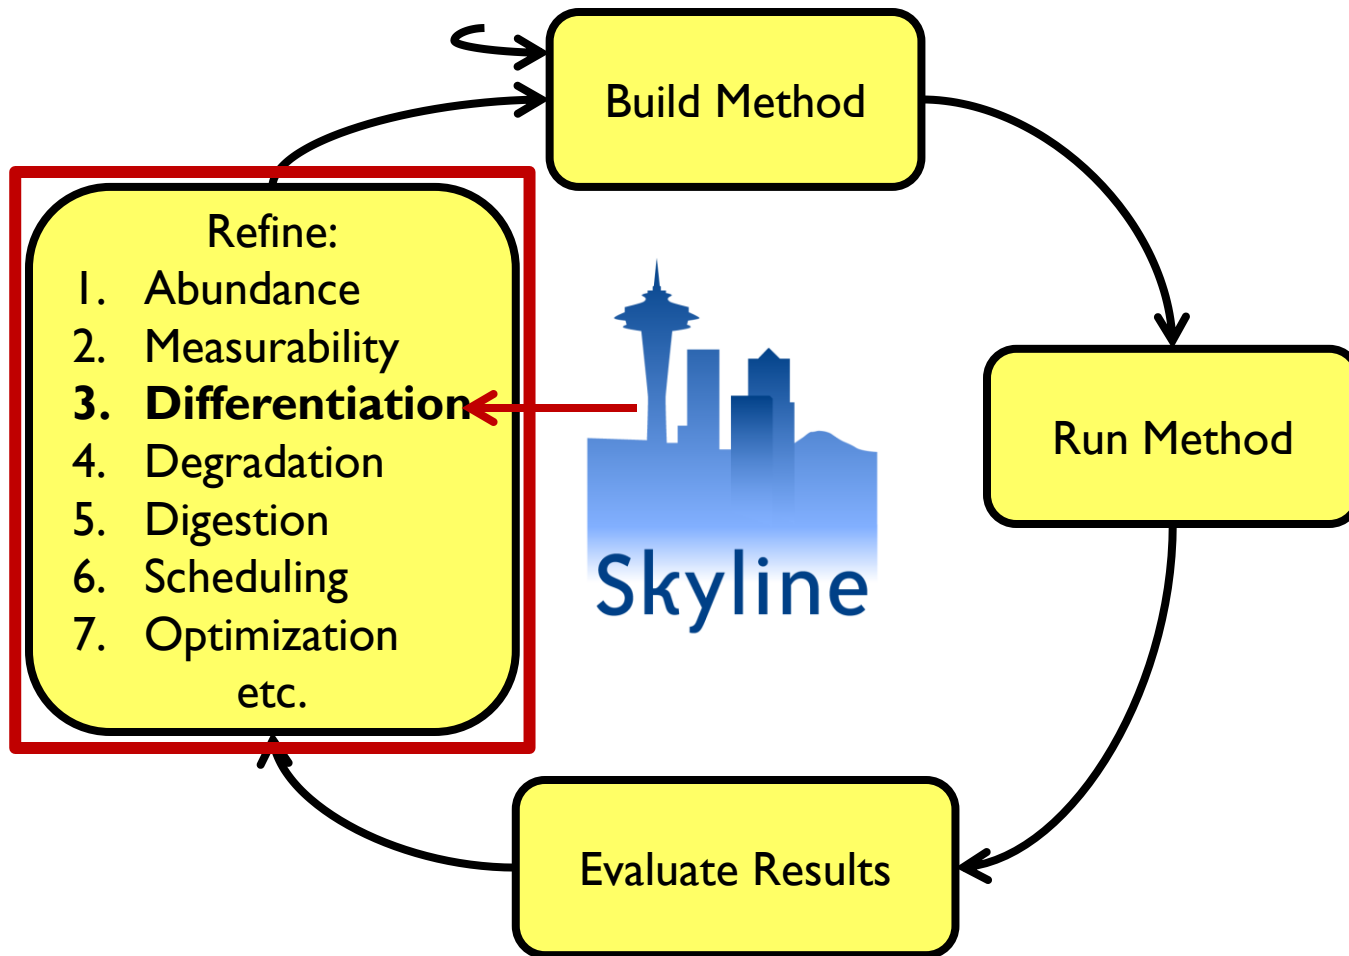 Build Method
Refine:
1. Abundance
2. Measurability
3. Differentiation
4. Degradation
5. Digestion
6. Scheduling
7. Optimization
etc.
Run Method
Skyline
Evaluate Results